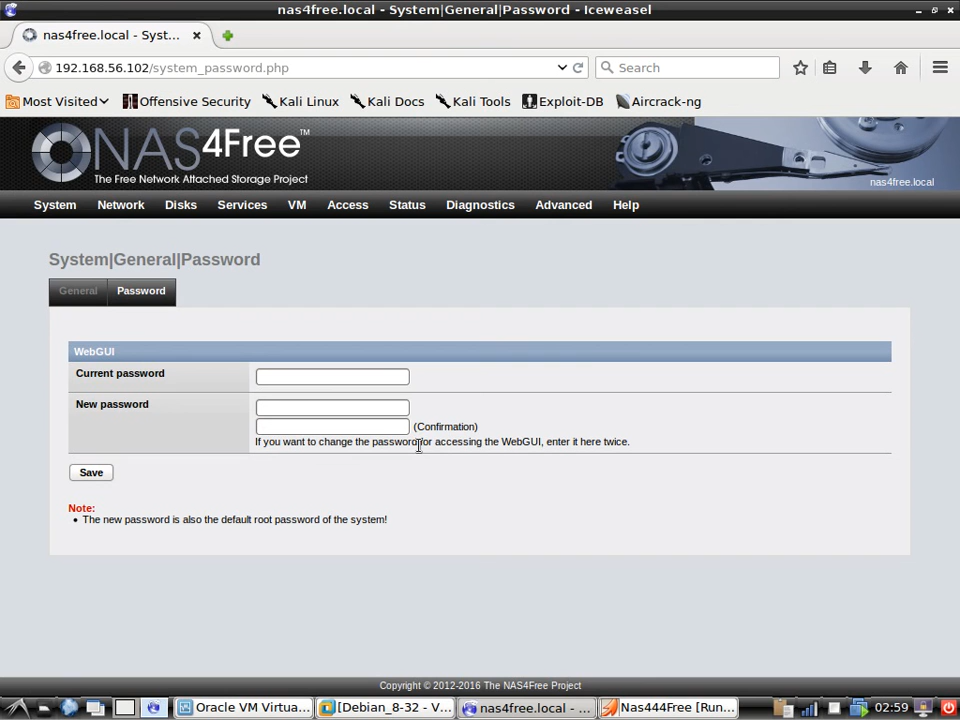 nas4free.local - System|General|Password - Iceweasel
nas4free.local - Syst...
192.168.56.102/system_password.php
Search
Most Visited
Offensive Security
Kali Linux
Kali Docs
Kali Tools
Exploit-DB
Aircrack-ng
NAS4Free™
The Free Network Attached Storage Project
nas4free.local
System Network Disks Services VM Access Status Diagnostics Advanced Help
System|General|Password
General Password
WebGUI
Current password
New password
(Confirmation)
If you want to change the password for accessing the WebGUI, enter it here twice.
Save
Note:
• The new password is also the default root password of the system!
Copyright © 2012-2016 The NAS4Free Project
Oracle VM Virtua...
[Debian_8-32 - V...
nas4free.local - ...
Nas444Free [Run...
02:59